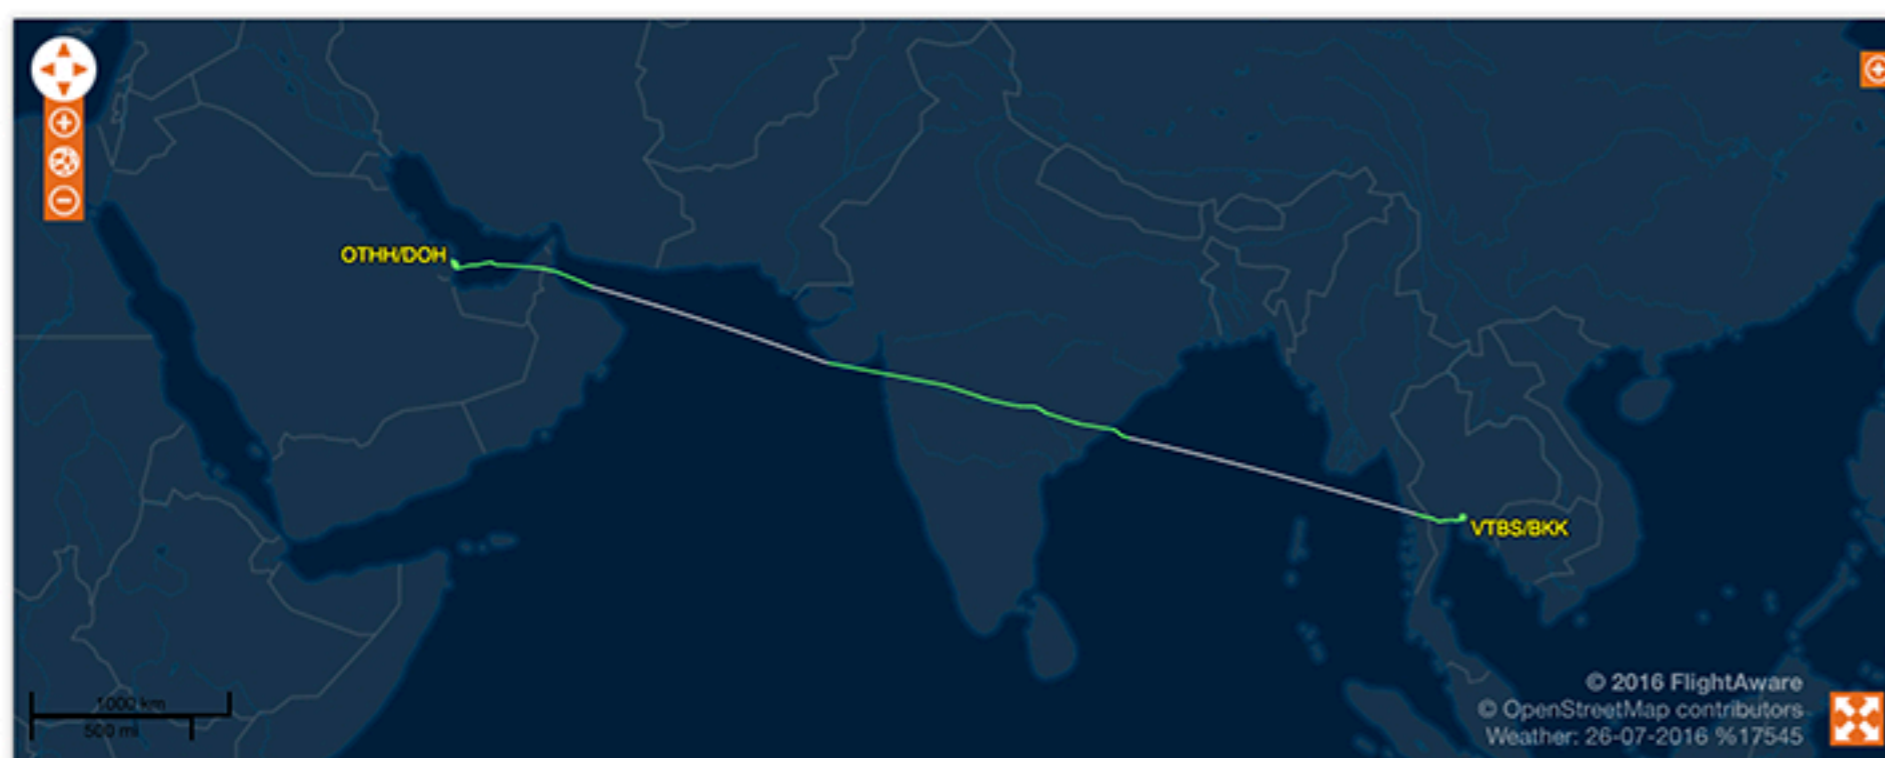 OTHH/DOH
VTBS/BKK
1000 km
500 mi
© 2016 FlightAware
© OpenStreetMap contributors
Weather: 26-07-2016 %17545